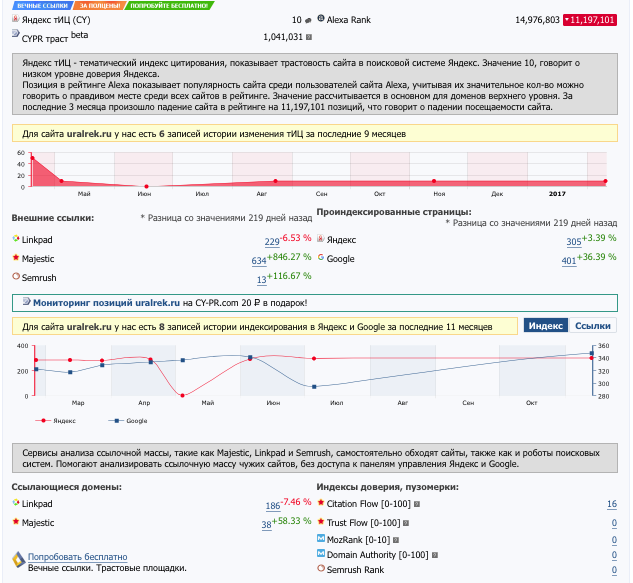 ВЕЧНЫЕ ССЫЛКИ ЗА ПОЛЦЕНЫ! ПОПРОБУЙТЕ БЕСПЛАТНО!
Яндекс тИЦ (CY) 10 Alexa Rank 14,976,803 11,197,101
CYPR траст beta 1,041,031
Яндекс тИЦ - тематический индекс цитирования, показывает трастовость сайта в поисковой системе Яндекс. Значение 10, говорит о
низком уровне доверия Яндекса.
Позиция в рейтинге Alexa показывает популярность сайта среди пользователей сайта Alexa, учитывая их значительное кол-во можно
говорить о правдивом месте среди всех сайтов в рейтинге. Значение рассчитывается в основном для доменов верхнего уровня. За
последние 3 месяца произошло падение сайта в рейтинге на 11,197,101 позиций, что говорит о падении посещаемости сайта.
Для сайта uralrek.ru у нас есть 6 записей истории изменения тИЦ за последние 9 месяцев
60
40
20
0
Май Июн Июл Авг Сен Окт Ноя Дек 2017
Внешние ссылки: * Разница со значениями 219 дней назад
Linkpad 229 -6.53 %
Majestic 634 +846.27 %
Semrush 13 +116.67 %
Проиндексированные страницы:
* Разница со значениями 219 дней назад
Яндекс 305 +3.39 %
Google 401 +36.39 %
Мониторинг позиций uralrek.ru на CY-PR.com 20 ₽ в подарок!
Для сайта uralrek.ru у нас есть 8 записей истории индексирования в Яндекс и Google за последние 11 месяцев
Индекс Ссылки
400
200
0
360
340
320
300
280
Мар Апр Май Июн Июл Авг Сен Окт
Яндекс Google
Сервисы анализа ссылочной массы, такие как Majestic, Linkpad и Semrush, самостоятельно обходят сайты, также как и роботы поисковых
систем. Помогают анализировать ссылочную массу чужих сайтов, без доступа к панелям управления Яндекс и Google.
Ссылающиеся домены:
Linkpad 186 -7.46 %
Majestic 38 +58.33 %
Попробовать бесплатно
Вечные ссылки. Трастовые площадки.
Индексы доверия, пузомерки:
Citation Flow [0-100] 16
Trust Flow [0-100] 0
MozRank [0-10] 0
Domain Authority [0-100] 0
Semrush Rank 0